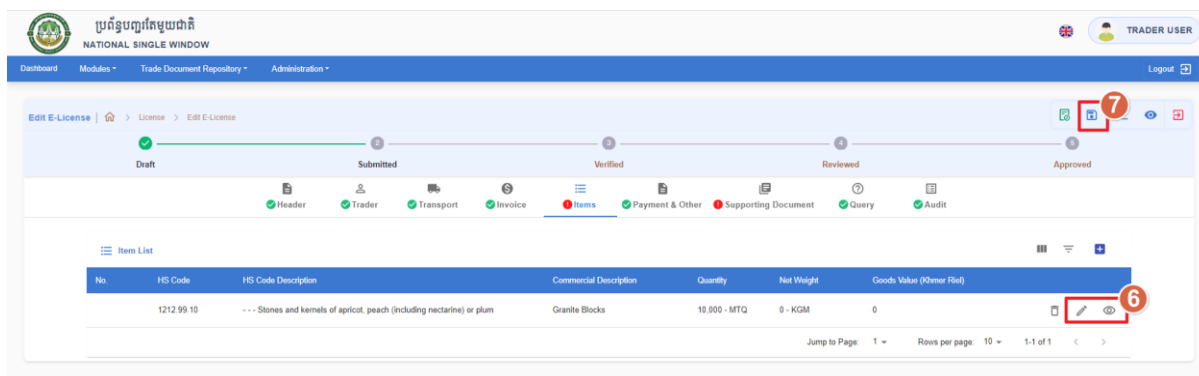 ប្រព័ន្ធបញ្ជរតែមួយជាតិ
NATIONAL SINGLE WINDOW
TRADER USER
Dashboard Modules Trade Document Repository Administration Logout
Edit E-License | > License > Edit E-License
7
2 3 4 5
Draft Submitted Verified Reviewed Approved
Header Trader Transport Invoice Items Payment & Other Supporting Document Query Audit
Item List
No. HS Code HS Code Description Commercial Description Quantity Net Weight Goods Value (Khmer Riel)
6
1212.99.10 - - - Stones and kernels of apricot, peach (including nectarine) or plum Granite Blocks 10,000 - MTQ 0 - KGM 0
Jump to Page: 1 Rows per page: 10 1-1 of 1 < >